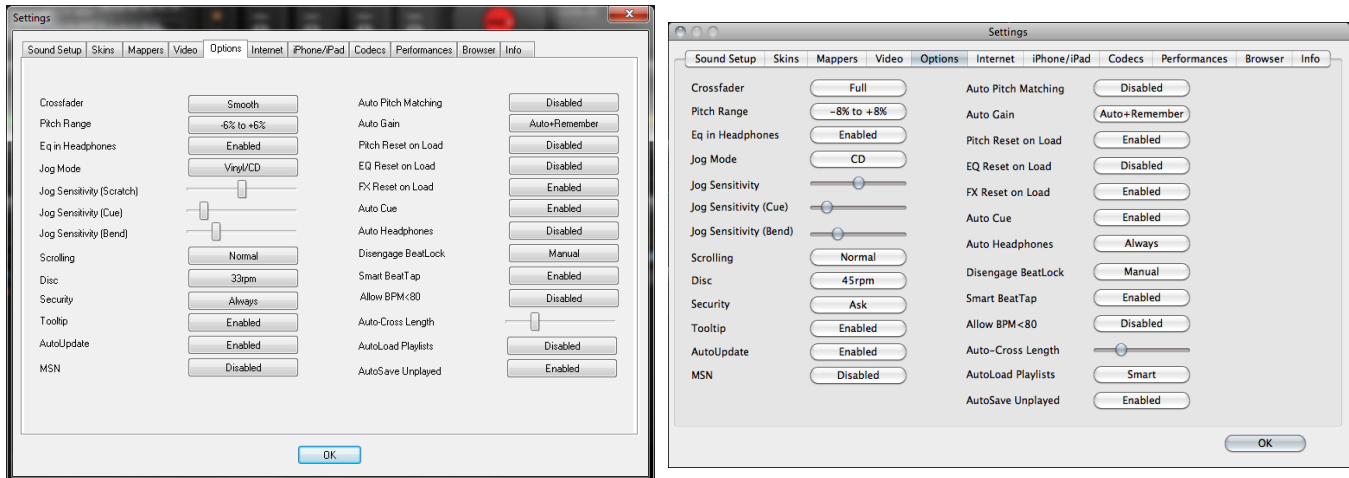 Settings
Sound Setup Skins Mappers Video Options Internet iPhone/iPad Codecs Performances Browser Info
Crossfader Smooth
Pitch Range -6% to +6%
Eq in Headphones Enabled
Jog Mode Vinyl/CD
Jog Sensitivity (Scratch)
Jog Sensitivity (Cue)
Jog Sensitivity (Bend)
Scrolling Normal
Disc 33rpm
Security Always
Tooltip Enabled
AutoUpdate Enabled
MSN Disabled
Auto Pitch Matching Disabled
Auto Gain Auto+Remember
Pitch Reset on Load Disabled
EQ Reset on Load Disabled
FX Reset on Load Enabled
Auto Cue Enabled
Auto Headphones Disabled
Disengage BeatLock Manual
Smart BeatTap Enabled
Allow BPM<80 Disabled
Auto-Cross Length
AutoLoad Playlists Disabled
AutoSave Unplayed Enabled
OK
Settings
Sound Setup Skins Mappers Video Options Internet iPhone/iPad Codecs Performances Browser Info
Crossfader Full
Pitch Range -8% to +8%
Eq in Headphones Enabled
Jog Mode CD
Jog Sensitivity
Jog Sensitivity (Cue)
Jog Sensitivity (Bend)
Scrolling Normal
Disc 45rpm
Security Ask
Tooltip Enabled
AutoUpdate Enabled
MSN Disabled
Auto Pitch Matching Disabled
Auto Gain Auto+Remember
Pitch Reset on Load Enabled
EQ Reset on Load Disabled
FX Reset on Load Enabled
Auto Cue Enabled
Auto Headphones Always
Disengage BeatLock Manual
Smart BeatTap Enabled
Allow BPM<80 Disabled
Auto-Cross Length
AutoLoad Playlists Smart
AutoSave Unplayed Enabled
OK